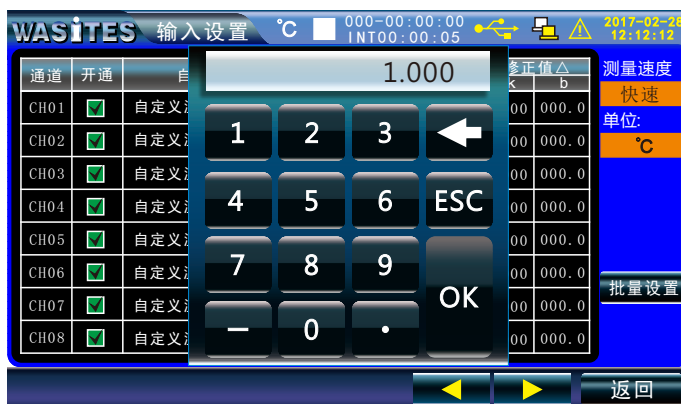 WASiTES 输入设置 ℃ 000-00:00:00 2017-02-28
INT00:00:05 12:12:12
通道 开通 自 1.000 修正值△ 测量速度
k b
快速
CH01 自定义 00 000.0 单位:
1 2 3
CH02 自定义 00 000.0 ℃
CH03 自定义 00 000.0
CH04 自定义 4 5 6 ESC 00 000.0
CH05 自定义 00 000.0
CH06 自定义 7 8 9 00 000.0
批量设置
CH07 自定义 OK 00 000.0
CH08 自定义 - 0 . 00 000.0
返回